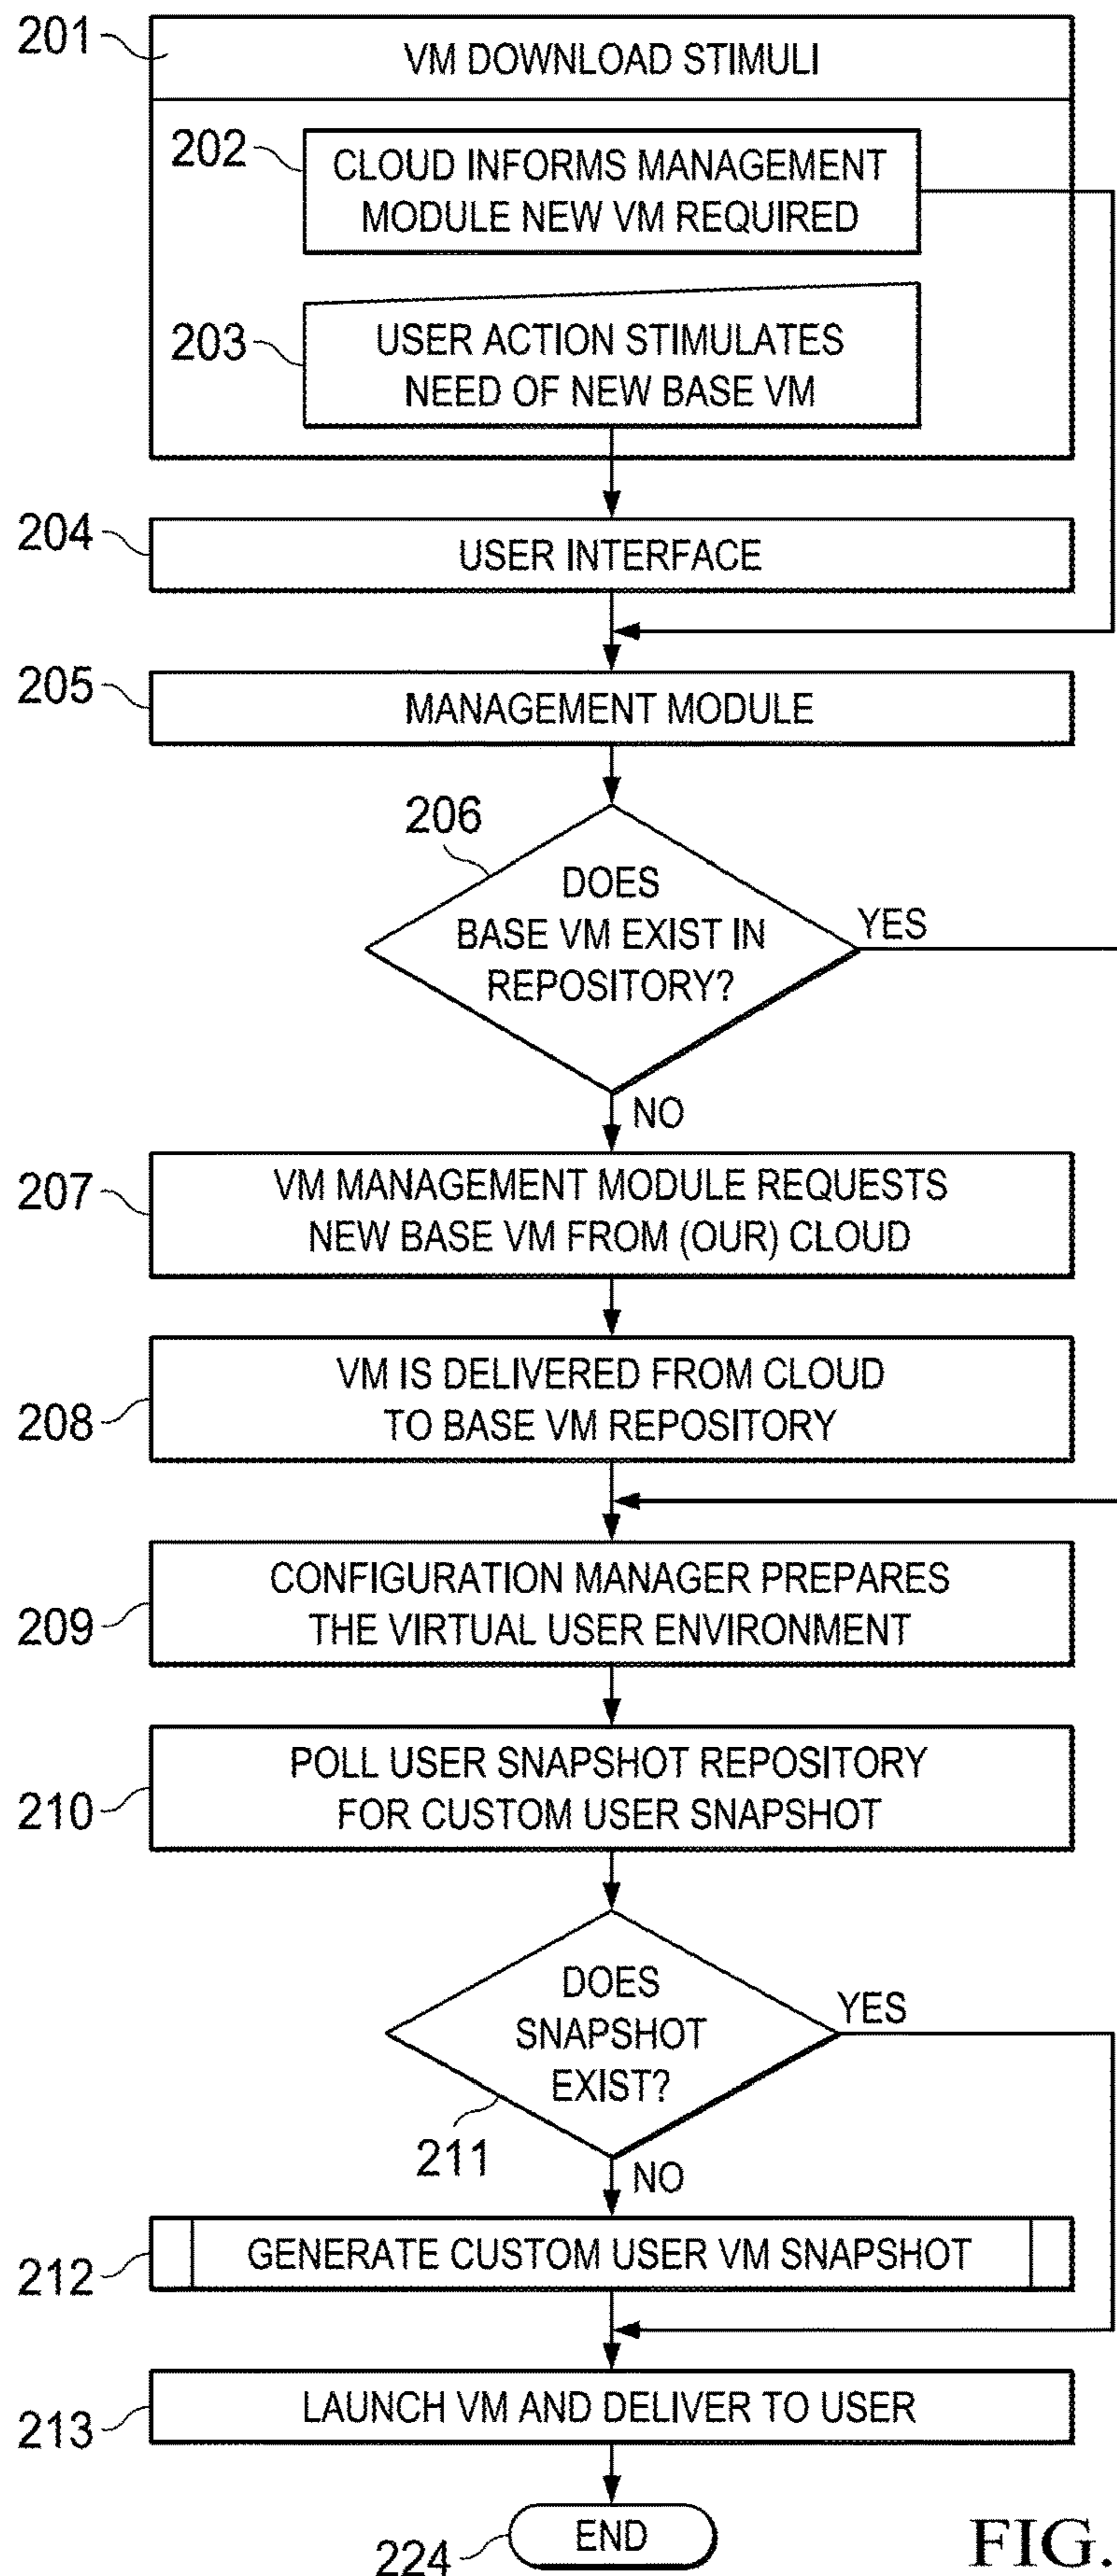 201
VM DOWNLOAD STIMULI
202
CLOUD INFORMS MANAGEMENT
MODULE NEW VM REQUIRED
203
USER ACTION STIMULATES
NEED OF NEW BASE VM
204
USER INTERFACE
205
MANAGEMENT MODULE
206
DOES
BASE VM EXIST IN
REPOSITORY?
YES
NO
207
VM MANAGEMENT MODULE REQUESTS
NEW BASE VM FROM (OUR) CLOUD
208
VM IS DELIVERED FROM CLOUD
TO BASE VM REPOSITORY
209
CONFIGURATION MANAGER PREPARES
THE VIRTUAL USER ENVIRONMENT
210
POLL USER SNAPSHOT REPOSITORY
FOR CUSTOM USER SNAPSHOT
DOES
SNAPSHOT
EXIST?
YES
211
NO
212
GENERATE CUSTOM USER VM SNAPSHOT
213
LAUNCH VM AND DELIVER TO USER
224
END
FIG.